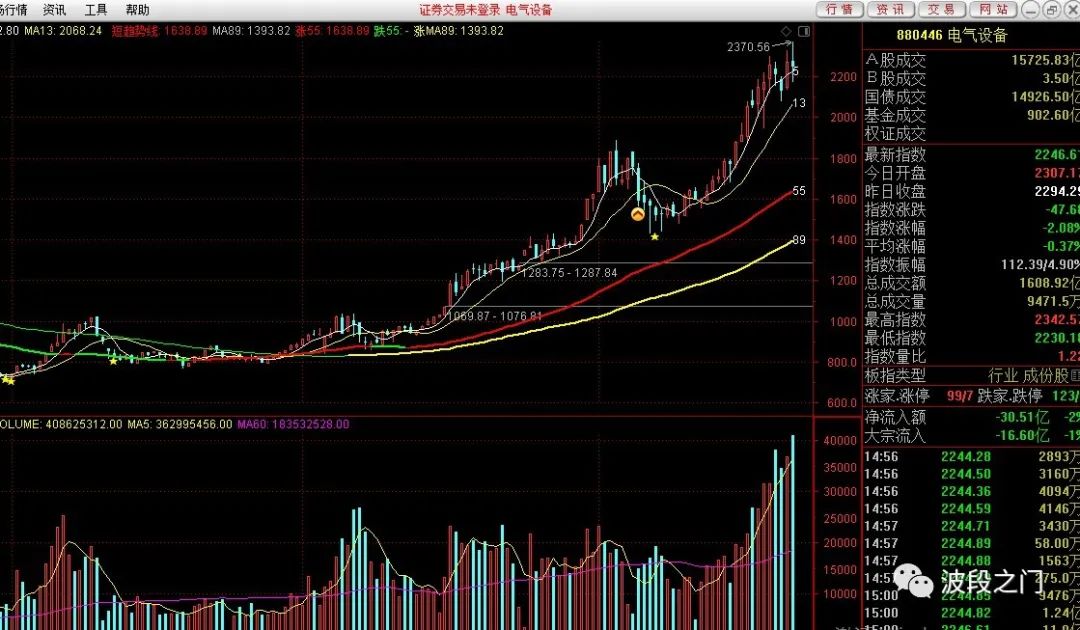 行情 资讯 工具 帮助 证券交易未登录 电气设备 行情 资讯 交易 网站
2.80 MA13: 2068.24 短趋势线: 1638.89 MA89: 1393.82 涨55: 1638.89 跌55: - 涨MA89: 1393.82
2370.56
5
13
55
89
1283.75 - 1287.84
1069.87 - 1076.81
2200
2000
1800
1600
1400
1200
1000
800.0
600.0
OLUME: 408625312.00 MA5: 362995456.00 MA60: 183532528.00
40000
35000
30000
25000
20000
15000
10000
880446 电气设备
A股成交 15725.83亿
B股成交 3.50亿
国债成交 14926.50亿
基金成交 902.60亿
权证成交
最新指数 2246.61
今日开盘 2307.17
昨日收盘 2294.29
指数涨跌 -47.68
指数涨幅 -2.08%
平均涨幅 -0.37%
指数振幅 112.39/4.90%
总成交额 1608.92亿
总成交量 9471.5万
最高指数 2342.57
最低指数 2230.18
指数量比 1.22
板指类型 行业 成份股
涨家.涨停 99/7 跌家.跌停 123/
净流入额 -30.51亿 -2%
大宗流入 -16.60亿 -1%
14:56 2244.28 2893万
14:56 2244.50 3160万
14:56 2244.36 4094万
14:56 2244.59 4146万
14:57 2244.71 3430万
14:57 2244.89 58.00万
14:57 2244.88 1563万
14:57 275.0万
15:00 9476万
15:00 2244.82 1.24亿
15:00 2246.61
波段之门